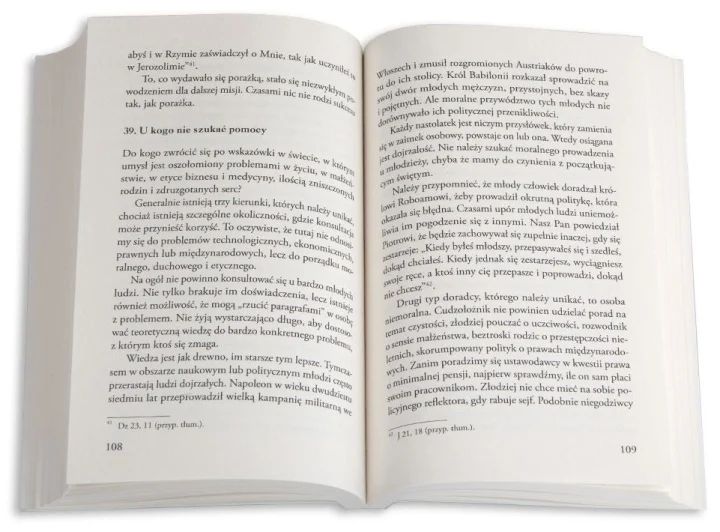 abyś i w Rzymie zaświadczył o Mnie, tak jak uczyniłeś to
w Jerozolimie"⁴¹.
To, co wydawało się porażką, stało się niezwykłym po-
wodzeniem dla dalszej misji. Czasami nic nie rodzi sukcesu
tak, jak porażka.
39. U kogo nie szukać pomocy
Do kogo zwrócić się po wskazówki w świecie, w którym
umysł jest oszołomiony problemami w życiu, w małżeń-
stwie, w etyce biznesu i medycyny, ilością zniszczonych
rodzin i zdruzgotanych serc?
Generalnie istnieją trzy kierunki, których należy unikać,
chociaż istnieją szczególne okoliczności, gdzie konsultacja
może przynieść korzyść. To oczywiste, że tutaj nie odnosi-
my się do problemów technologicznych, ekonomicznych,
prawnych lub międzynarodowych, lecz do porządku mo-
ralnego, duchowego i etycznego.
Na ogół nie powinno konsultować się u bardzo młodych
ludzi. Nie tylko brakuje im doświadczenia, lecz istnieje
również możliwość, że mogą „rzucić paragrafami" w osobę
z problemem. Nie żyją wystarczająco długo, aby dostoso-
wać teoretyczną wiedzę do bardzo konkretnego problemu,
z którym ktoś się zmaga.
Wiedza jest jak drewno, im starsze tym lepsze. Tymcza-
sem w obszarze naukowym lub politycznym młodzi często
przerastają ludzi dojrzałych. Napoleon w wieku dwudziestu
siedmiu lat przeprowadził wielką kampanię militarną we
⁴¹ Dz 23, 11 (przyp. tłum.).
108
Włoszech i zmusił rozgromionych Austriaków do powro-
tu do ich stolicy. Król Babilonii rozkazał sprowadzić na
swój dwór młodych mężczyzn, przystojnych, bez skazy
i pojętnych. Ale moralne przywództwo tych młodych nie
dorównywało ich politycznej przenikliwości.
Każdy nastolatek jest niczym przysłówek, który zamienia
się w zaimek osobowy, powstaje on lub ona. Wtedy osiągana
jest dojrzałość. Nie należy szukać moralnego prowadzenia
u młodzieży, chyba że mamy do czynienia z początkują-
cym świętym.
Należy przypomnieć, że młody człowiek doradzał kró-
lowi Roboamowi, żeby prowadził okrutną politykę, która
okazała się błędna. Czasami upór młodych ludzi uniemoż-
liwia im pogodzenie się z innymi. Nasz Pan powiedział
Piotrowi, że będzie zachowywał się zupełnie inaczej, gdy się
zestarzeje: „Kiedy byłeś młodszy, przepasywałeś się i szedłeś,
dokąd chciałeś. Kiedy jednak się zestarzejesz, wyciągniesz
swoje ręce, a ktoś inny cię przepasze i poprowadzi, dokąd
nie chcesz"⁴².
Drugi typ doradcy, którego należy unikać, to osoba
niemoralna. Cudzołożnik nie powinien udzielać porad na
temat czystości, złodziej pouczać o uczciwości, rozwodnik
o sensie małżeństwa, beztroski rodzic o przestępczości nie-
letnich, skorumpowany polityk o prawach międzynarodo-
wych. Zanim poradzimy się ustawodawcy w kwestii prawa
o minimalnej pensji, najpierw sprawdźmy, ile on sam płaci
swoim pracownikom. Złodziej nie chce mieć na sobie po-
licyjnego reflektora, gdy rabuje sejf. Podobnie niegodziwcy
⁴² J 21, 18 (przyp. tłum.).
109